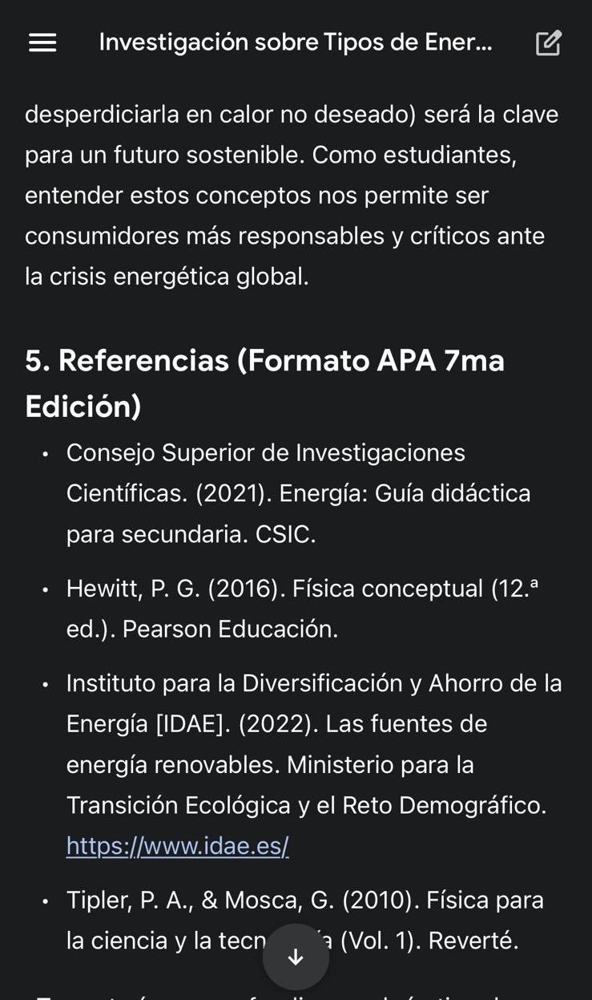 Investigación sobre Tipos de Ener...
desperdiciarla en calor no deseado) será la clave
para un futuro sostenible. Como estudiantes,
entender estos conceptos nos permite ser
consumidores más responsables y críticos ante
la crisis energética global.
5. Referencias (Formato APA 7ma
Edición)
• Consejo Superior de Investigaciones
Científicas. (2021). Energía: Guía didáctica
para secundaria. CSIC.
• Hewitt, P. G. (2016). Física conceptual (12.ª
ed.). Pearson Educación.
• Instituto para la Diversificación y Ahorro de la
Energía [IDAE]. (2022). Las fuentes de
energía renovables. Ministerio para la
Transición Ecológica y el Reto Demográfico.
https://www.idae.es/
• Tipler, P. A., & Mosca, G. (2010). Física para
la ciencia y la (Vol. 1). Reverté.